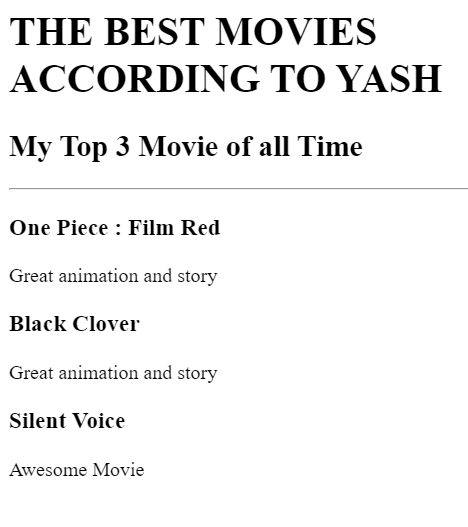 THE BEST MOVIES
ACCORDING TO YASH
My Top 3 Movie of all Time
One Piece : Film Red
Great animation and story
Black Clover
Great animation and story
Silent Voice
Awesome Movie